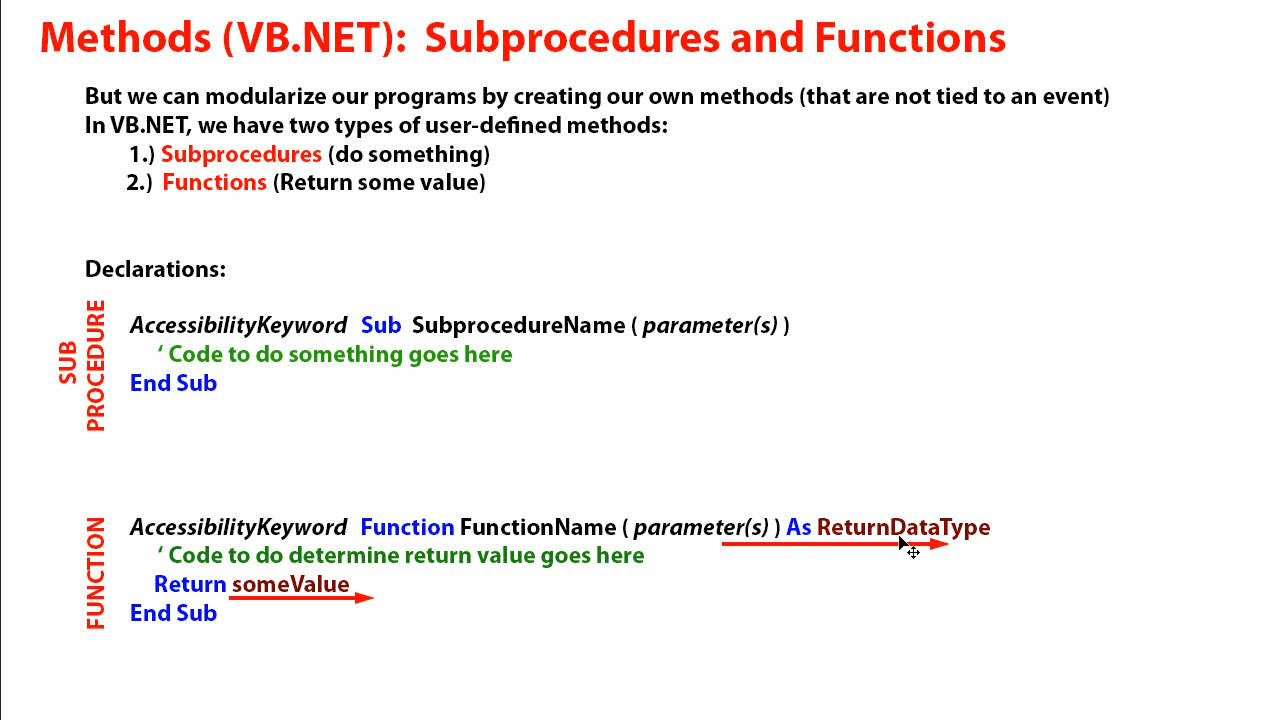 Methods (VB.NET): Subprocedures and Functions
But we can modularize our programs by creating our own methods (that are not tied to an event)
In VB.NET, we have two types of user-defined methods:
1.) Subprocedures (do something)
2.) Functions (Return some value)
Declarations:
SUB
PROCEDURE
AccessibilityKeyword Sub SubprocedureName ( parameter(s) )
‘ Code to do something goes here
End Sub
FUNCTION
AccessibilityKeyword Function FunctionName ( parameter(s) ) As ReturnDataType
‘ Code to do determine return value goes here
Return someValue
End Sub